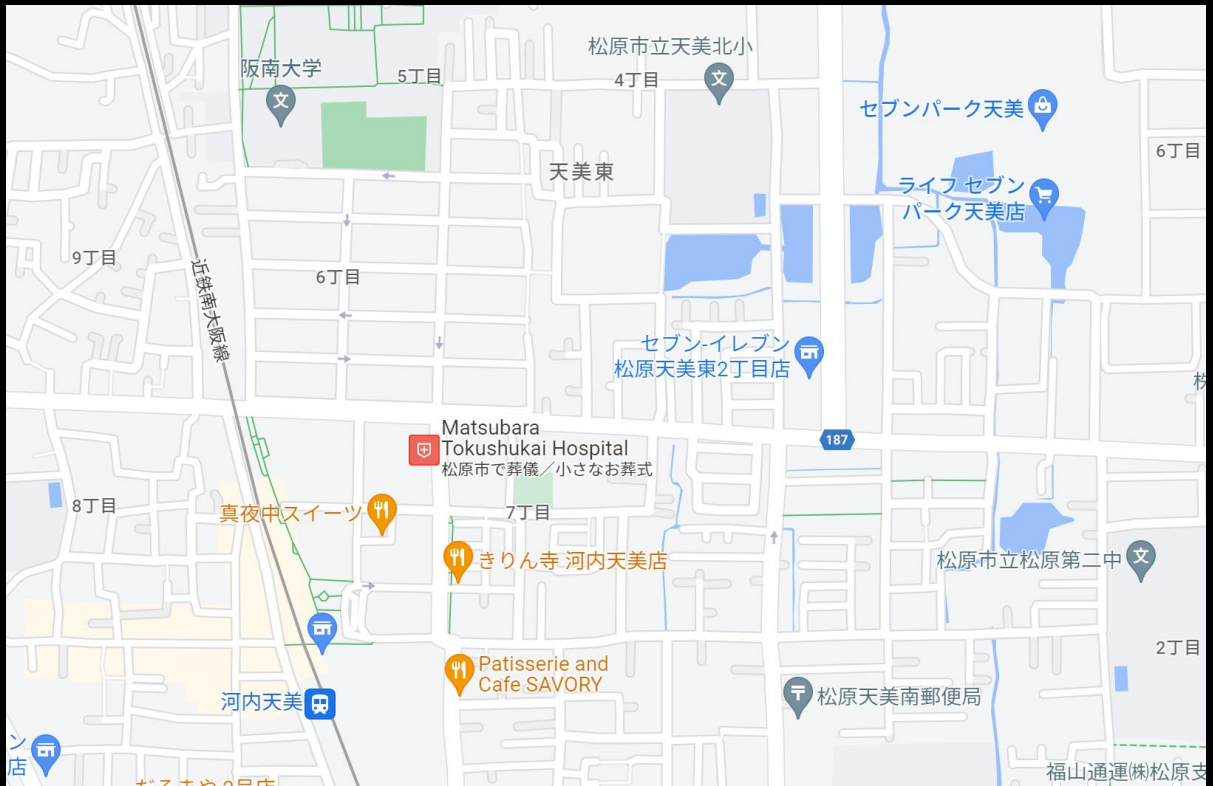 松原市立天美北小
阪南大学
5丁目
4丁目
セブンパーク天美
6丁目
天美東
ライフ セブン
パーク天美店
9丁目
6丁目
近鉄南大阪線
セブン-イレブン
松原天美東2丁目店
株
187
Matsubara
Tokushukai Hospital
松原市で葬儀／小さなお葬式
8丁目
真夜中スイーツ
7丁目
きりん寺 河内天美店
松原市立松原第二中
2丁目
Patisserie and
Cafe SAVORY
河内天美
松原天美南郵便局
ン
店
福山通運㈱松原支